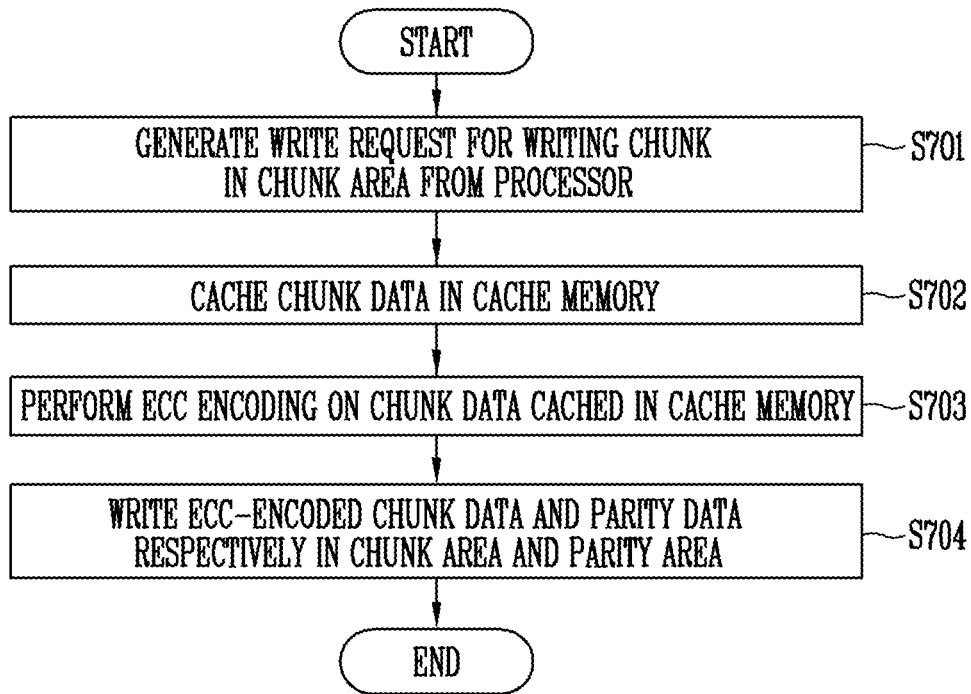 START
GENERATE WRITE REQUEST FOR WRITING CHUNK
IN CHUNK AREA FROM PROCESSOR
S701
CACHE CHUNK DATA IN CACHE MEMORY
S702
PERFORM ECC ENCODING ON CHUNK DATA CACHED IN CACHE MEMORY
S703
WRITE ECC-ENCODED CHUNK DATA AND PARITY DATA
RESPECTIVELY IN CHUNK AREA AND PARITY AREA
S704
END